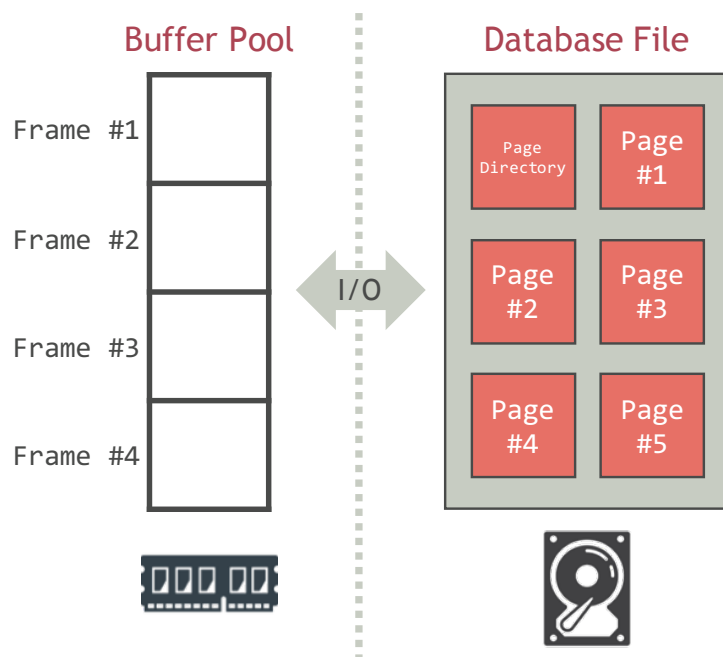 Buffer Pool
Database File
Frame #1
Frame #2
Frame #3
Frame #4
I/O
Page
Directory
Page
#1
Page
#2
Page
#3
Page
#4
Page
#5